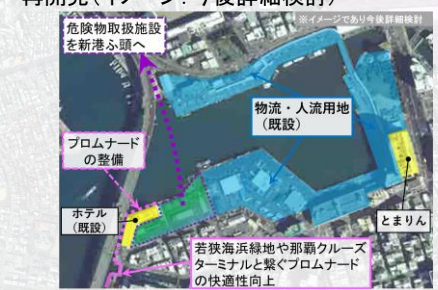 再開発(イメージ:今後詳細検討)
※イメージであり今後詳細検討
危険物取扱施設
を新港ふ頭へ
物流・人流用地
(既設)
プロムナード
の整備
ホテル
(既設)
とまりん
若狭海浜緑地や那覇クルーズ
ターミナルと繋ぐプロムナード
の快適性向上